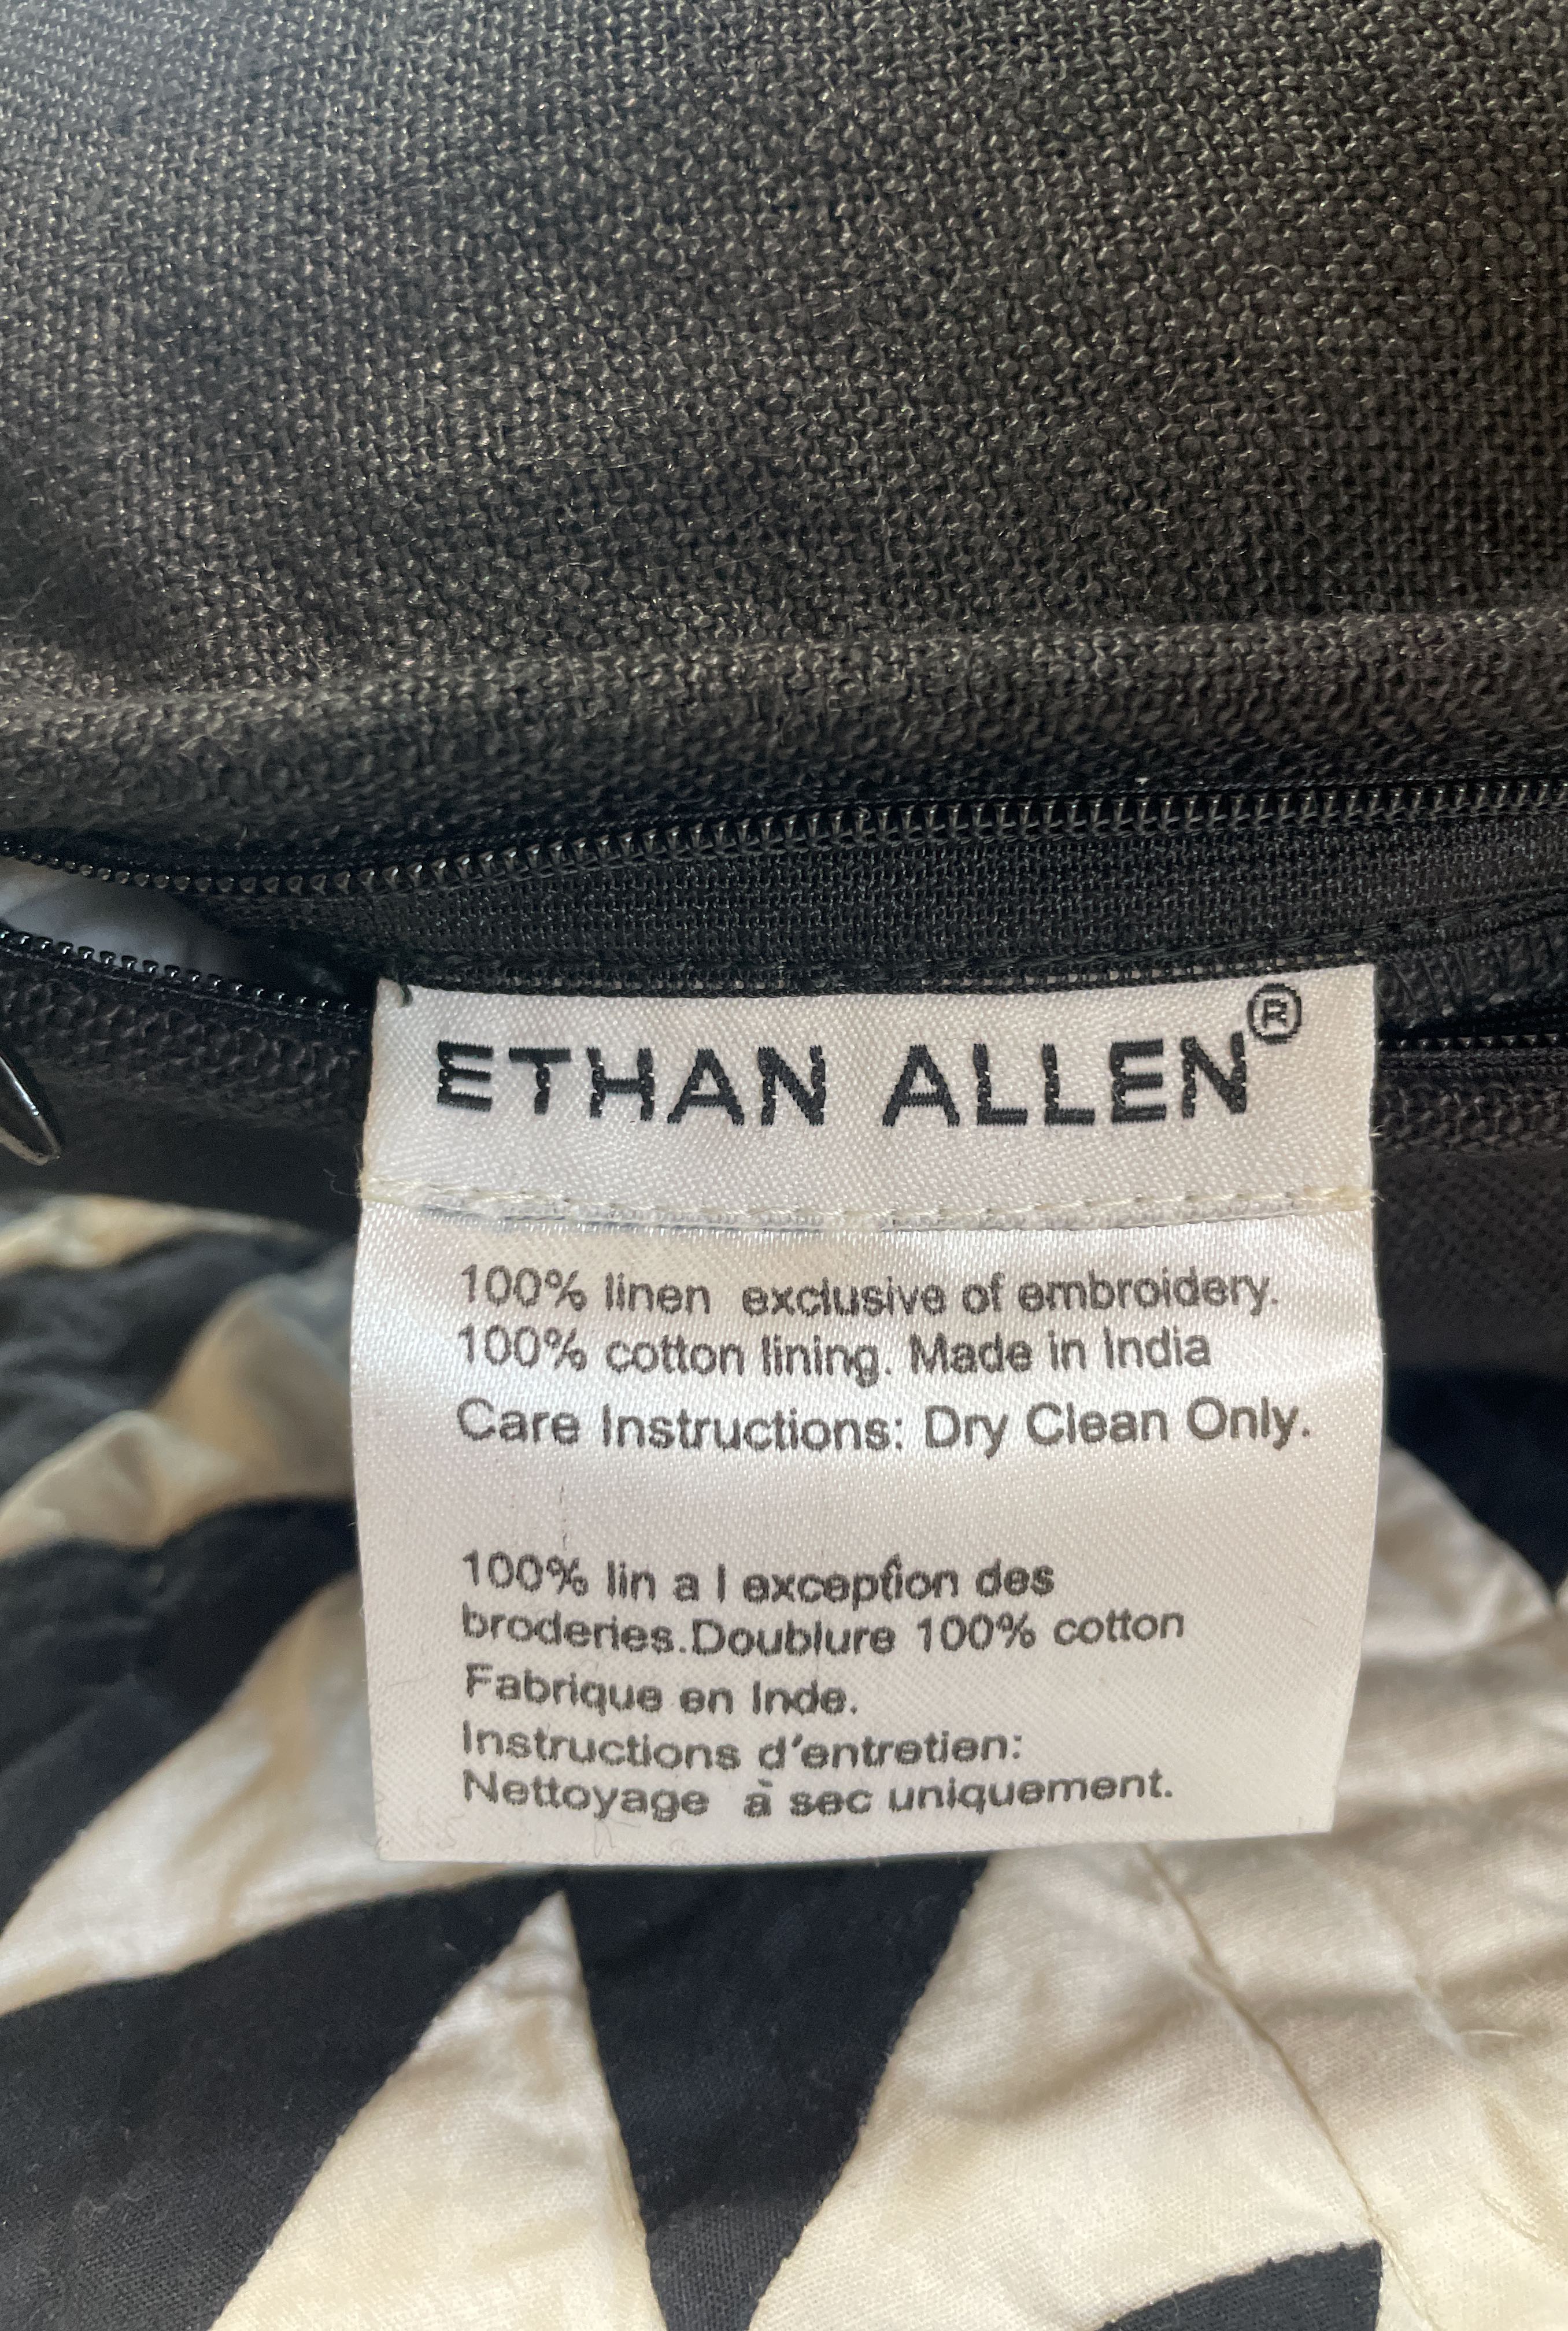 ETHAN ALLEN®
100% linen exclusive of embroidery.
100% cotton lining. Made in India
Care Instructions: Dry Clean Only.
100% lin a l exception des
broderies.Doublure 100% cotton
Fabrique en Inde.
Instructions d'entretien:
Nettoyage à sec uniquement.